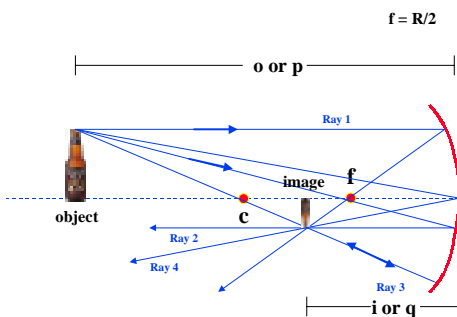 f = R/2
o or p
Ray 1
image
f
object
c
Ray 2
Ray 4
Ray 3
i or q